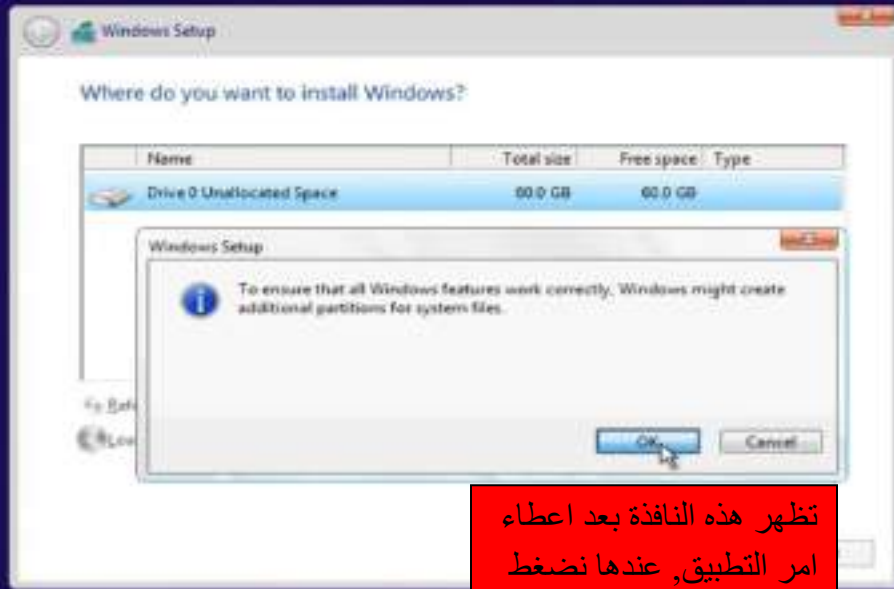 Windows Setup
Where do you want to install Windows?
Name Total size Free space Type
Drive 0 Unallocated Space 60.0 GB 60.0 GB
Windows Setup
To ensure that all Windows features work correctly, Windows might create
additional partitions for system files.
OK Cancel
تظهر هذه النافذة بعد اعطاء
امر التطبيق, عندها نضغط